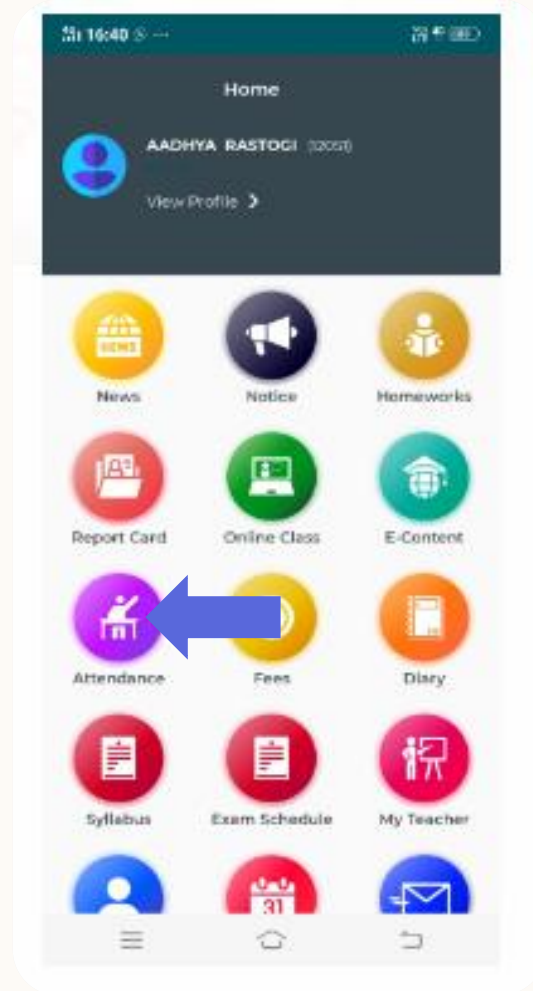 16:40
Home
AADHYA RASTOGI (12051)
View Profile
NEWS
News Notice Homeworks
A+
Report Card Online Class E-Content
Attendance Fees Diary
Syllabus Exam Schedule My Teacher
31